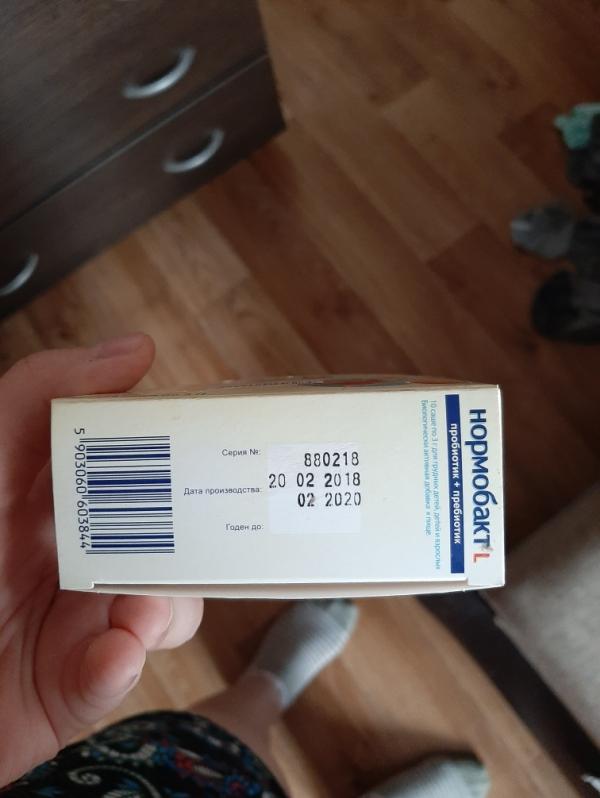 нормобакт L
пробиотик + пребиотик
10 саше по 3 г для грудных детей, детей и взрослых
Биологически активная добавка к пище
Серия №: 880218
Дата производства: 20 02 2018
Годен до: 02 2020
5 903060 603844